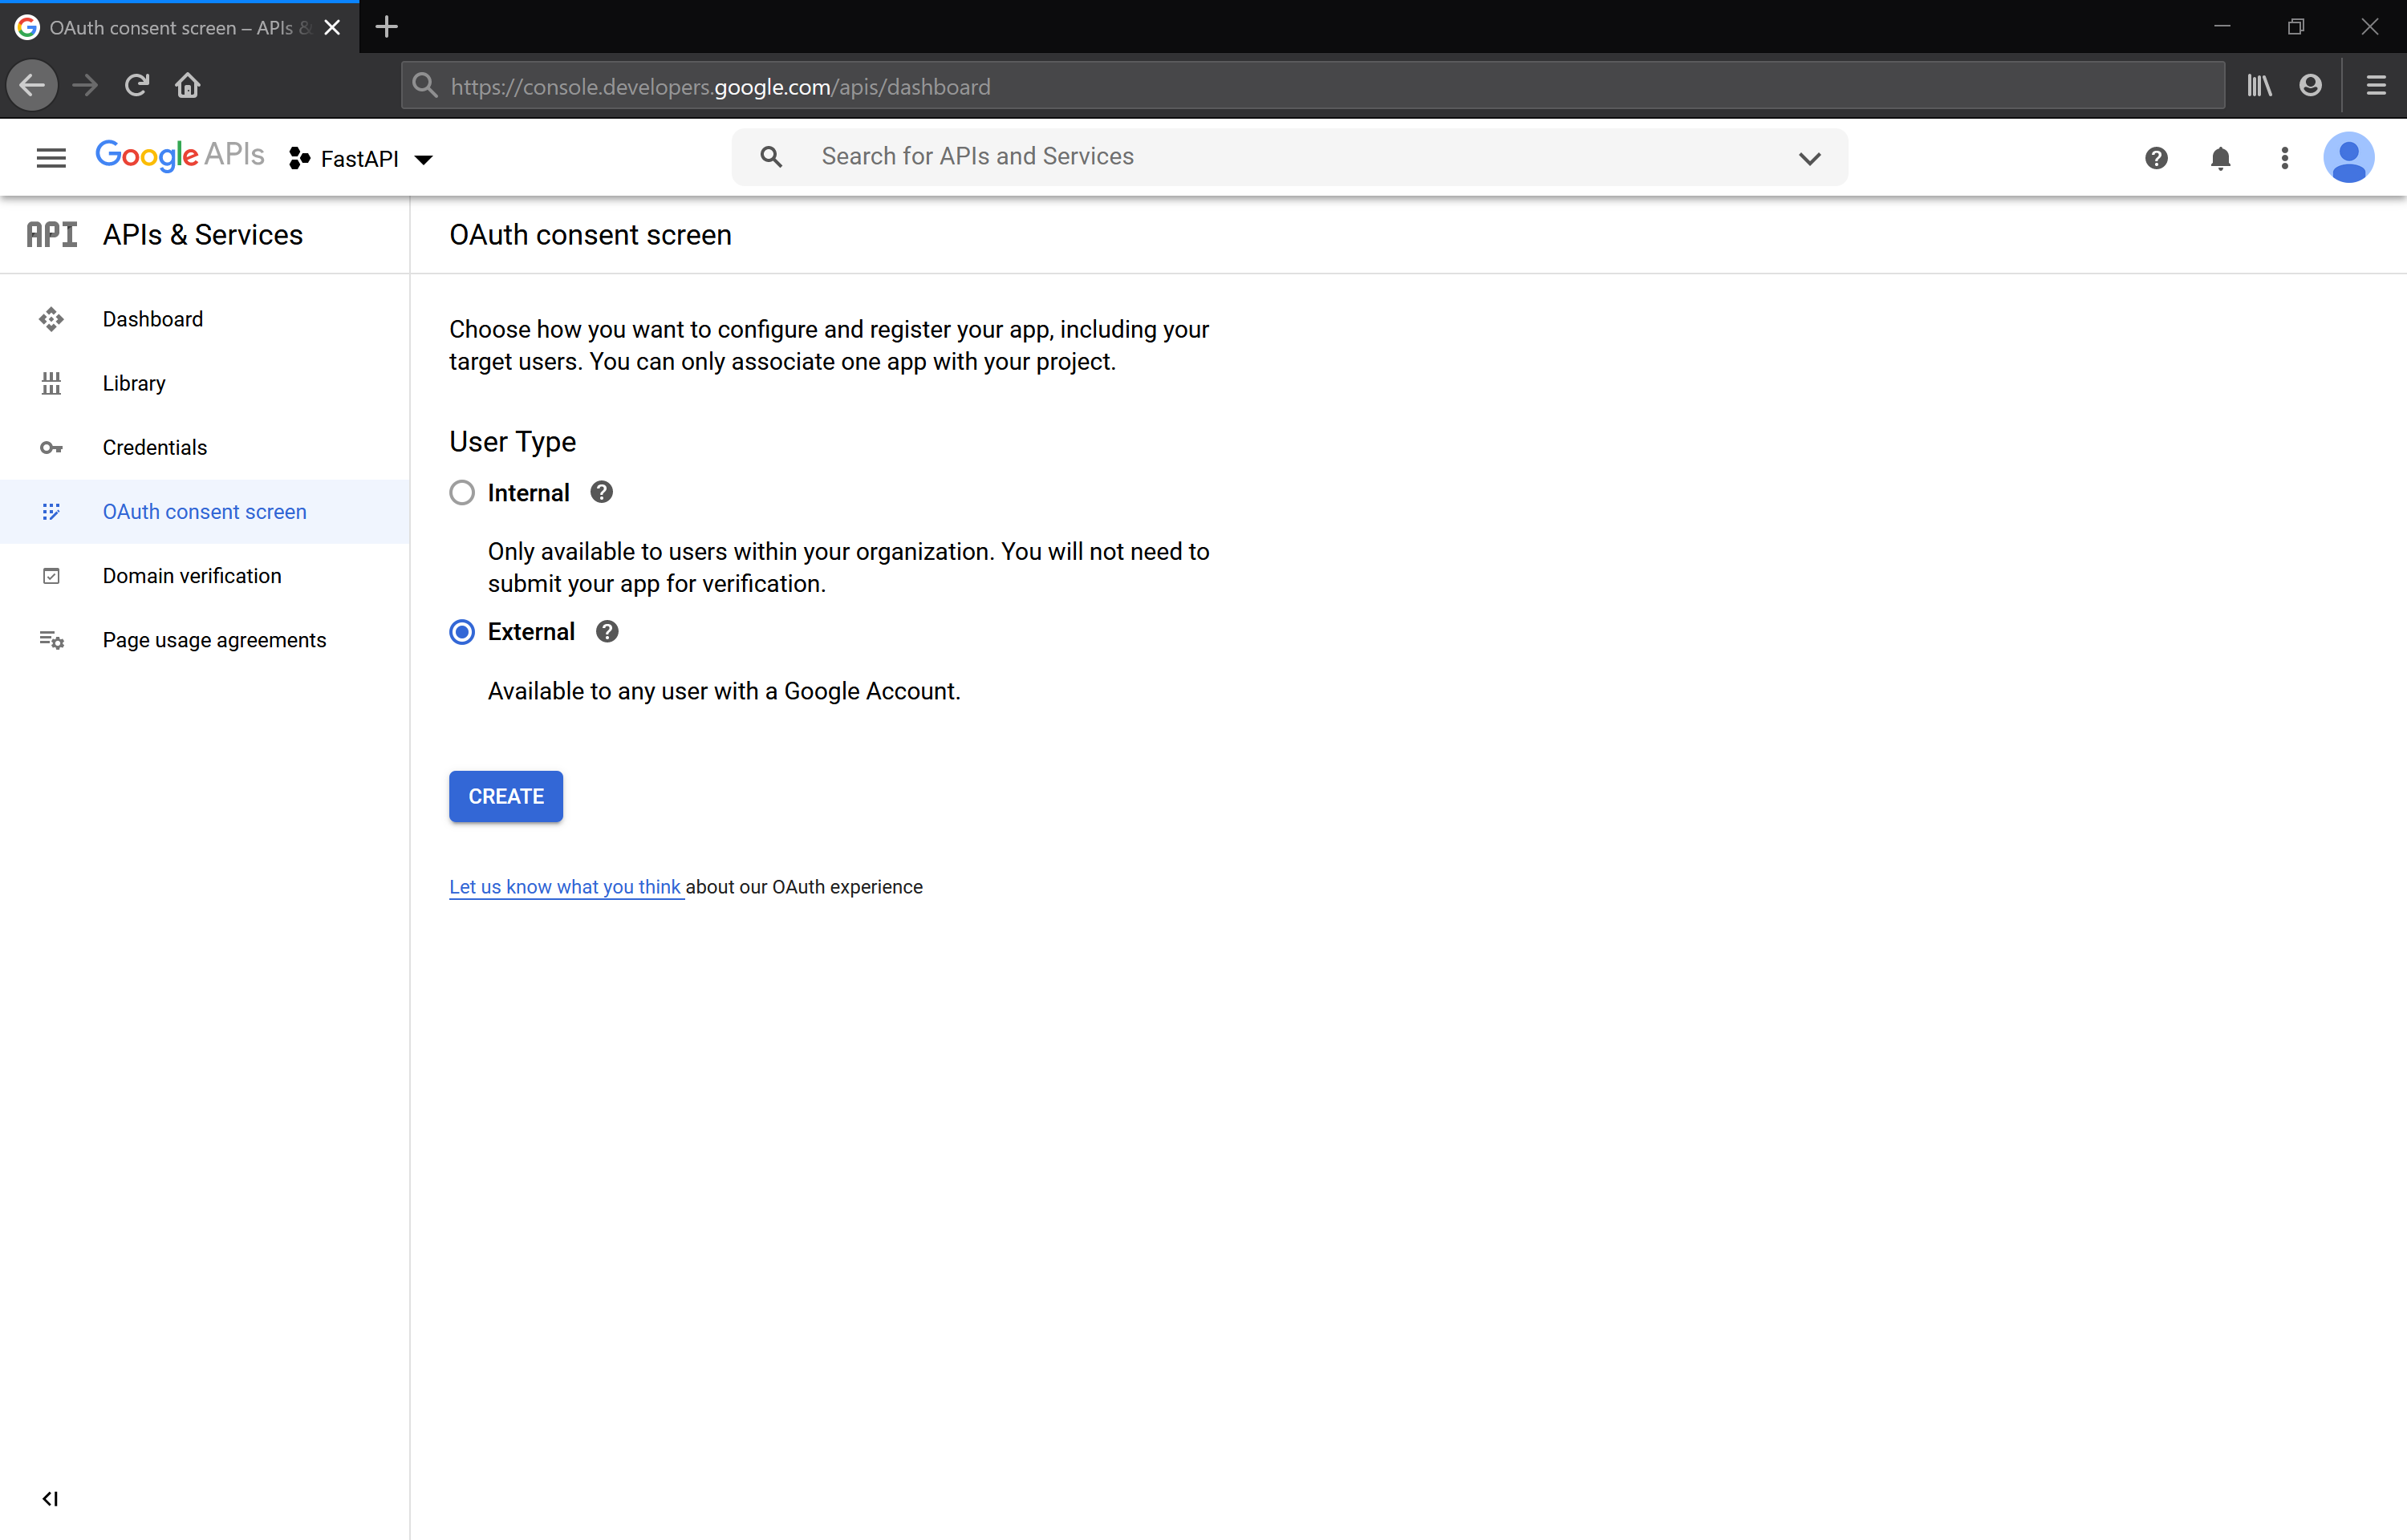 OAuth consent screen – APIs &
https://console.developers.google.com/apis/dashboard
Google APIs
FastAPI
Search for APIs and Services
API
APIs & Services
OAuth consent screen
Dashboard
Library
Credentials
OAuth consent screen
Domain verification
Page usage agreements
Choose how you want to configure and register your app, including your
target users. You can only associate one app with your project.
User Type
Internal
Only available to users within your organization. You will not need to
submit your app for verification.
External
Available to any user with a Google Account.
CREATE
Let us know what you think about our OAuth experience